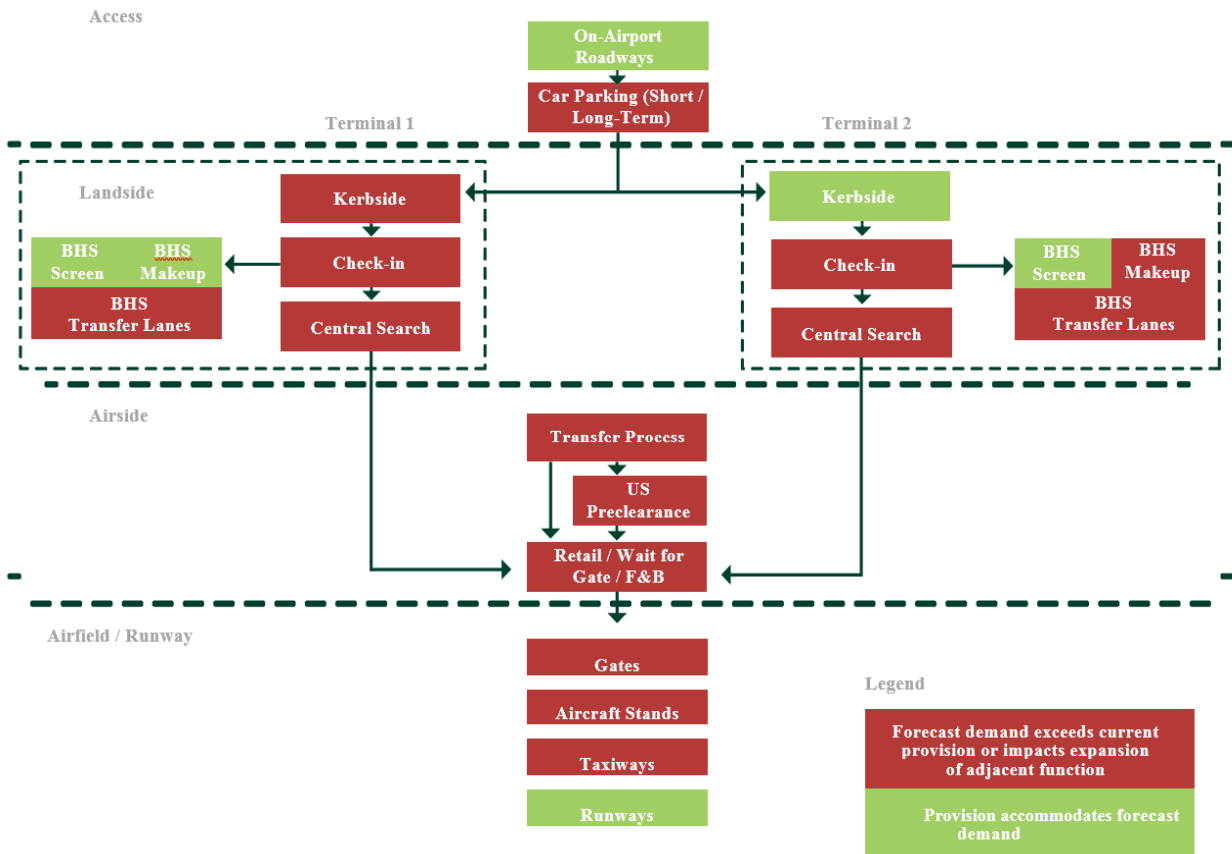 Access
On-Airport
Roadways
Car Parking (Short /
Long-Term)
Terminal 1
Terminal 2
Landside
Kerbside
Kerbside
BHS
Screen
BHS
Makeup
Check-in
Check-in
BHS
Screen
BHS
Makeup
BHS
Transfer Lanes
Central Search
Central Search
BHS
Transfer Lanes
Airside
Transfer Process
US
Preclearance
Retail / Wait for
Gate / F&B
Airfield / Runway
Gates
Aircraft Stands
Taxiways
Runways
Legend
Forecast demand exceeds current
provision or impacts expansion
of adjacent function
Provision accommodates forecast
demand